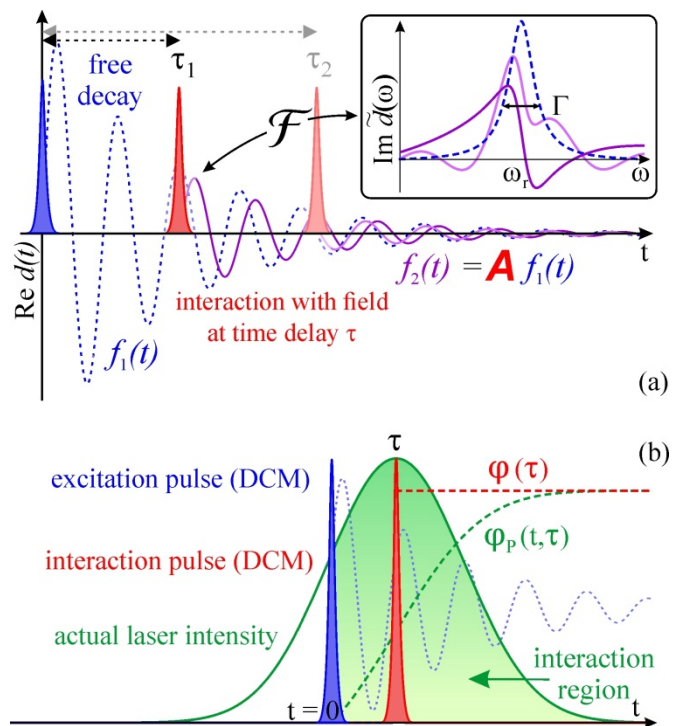 (a)
τ₁
τ₂
free
decay
ℱ
Im d̃(ω)
Γ
ωᵣ
ω
Re d(t)
t
f₂(t) = A f₁(t)
interaction with field
at time delay τ
f₁(t)
(b)
τ
excitation pulse (DCM)
φ(τ)
φ_P(t,τ)
interaction pulse (DCM)
actual laser intensity
interaction
region
t = 0
t